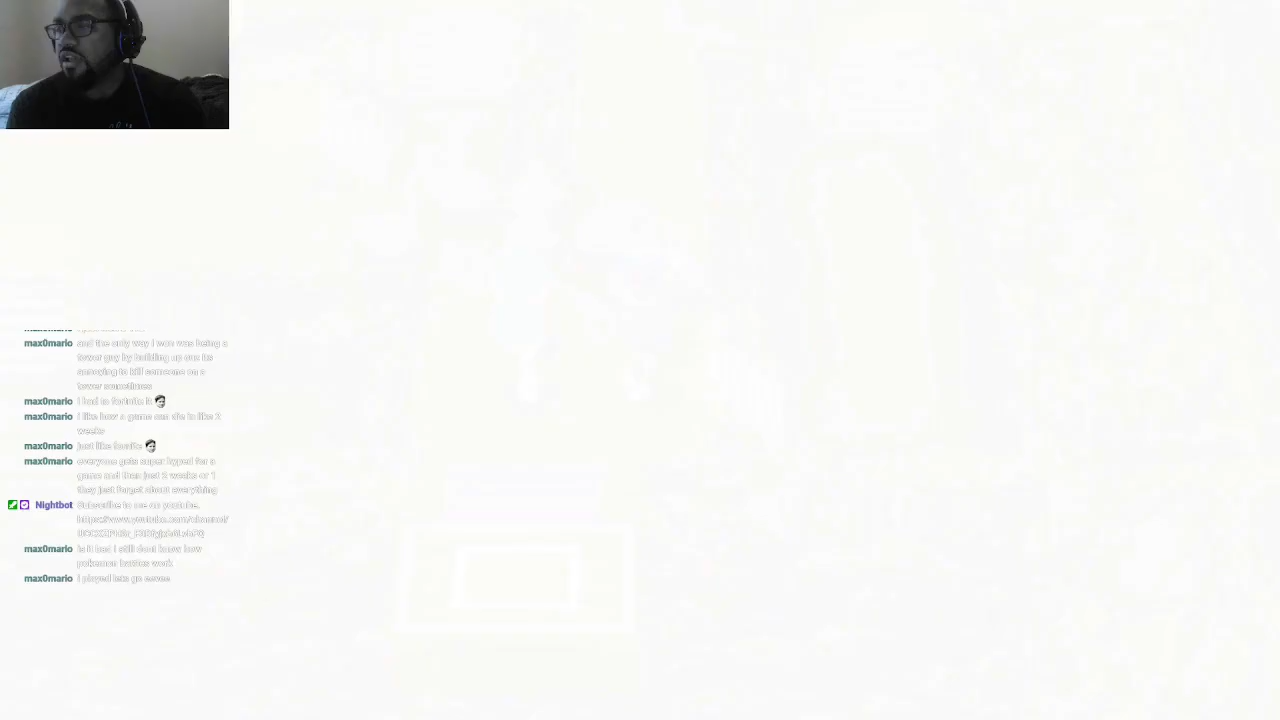 max0mario and the only way I won was being a
tower guy by building up one its
annoying to kill someone on a
tower sometimes
max0mario I had to fortnite it
max0mario I like how a game can die in like 2
weeks
max0mario just like
max0mario everyone gets super hyped for a
game and then just 2 weeks or 1
they just forget about everything
Nightbot Subscribe to me on youtube.
max0mario is it bad I still dont know how
pokemon battles work
max0mario I played lets go eevee